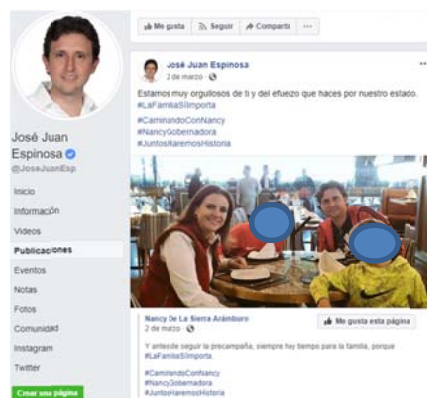 Me gusta
Seguir
Compartir
José Juan Espinosa
2 de marzo
Estamos muy orgullosos de ti y del efuezo que haces por nuestro estado.
#LaFamiliaSíImporta
#CaminandoConNancy
#NancyGobernadora
#JuntosHaremosHistoria
José Juan
Espinosa
@JoseJuanEsp
Inicio
Información
Videos
Publicaciones
Eventos
Notas
Fotos
Comunidad
Instagram
Twitter
Crear una página
Nancy De La Sierra Arámburo
2 de marzo
Me gusta esta página
Y antes de seguir la precampaña, siempre hay tiempo para la familia, porque
#LaFamiliaSíImporta
#CaminandoConNancy
#NancyGobernadora
#JuntosHaremosHistoria